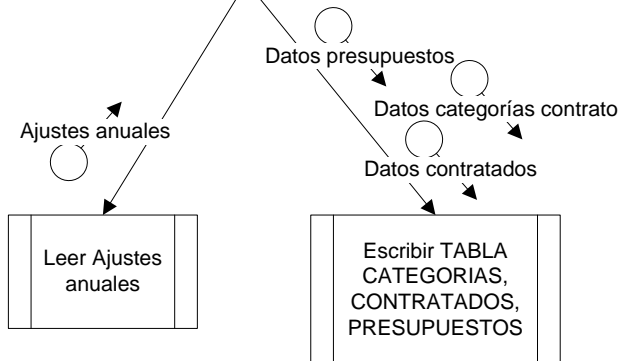 Datos presupuestos
Datos categorías contrato
Ajustes anuales
Datos contratados
Leer Ajustes
anuales
Escribir TABLA
CATEGORIAS,
CONTRATADOS,
PRESUPUESTOS